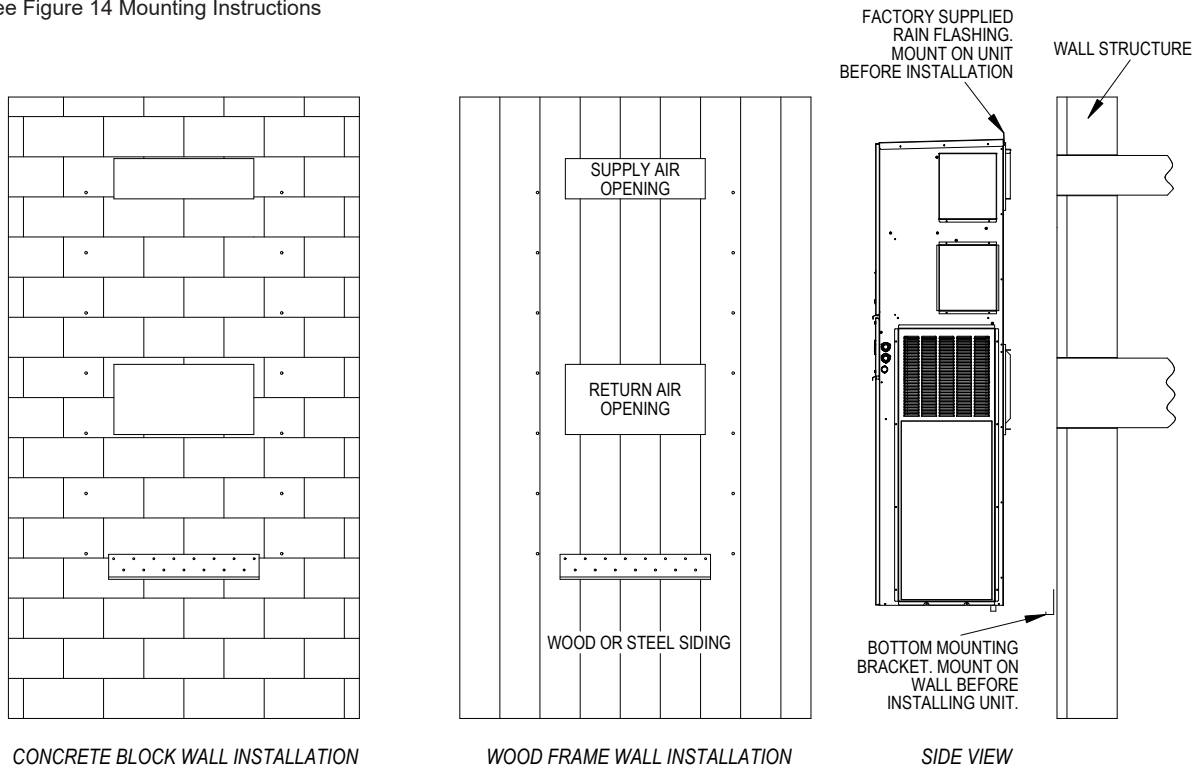 ee Figure 14 Mounting Instructions
FACTORY SUPPLIED
RAIN FLASHING.
MOUNT ON UNIT
BEFORE INSTALLATION
WALL STRUCTURE
SUPPLY AIR
OPENING
RETURN AIR
OPENING
WOOD OR STEEL SIDING
BOTTOM MOUNTING
BRACKET. MOUNT ON
WALL BEFORE
INSTALLING UNIT.
CONCRETE BLOCK WALL INSTALLATION
WOOD FRAME WALL INSTALLATION
SIDE VIEW